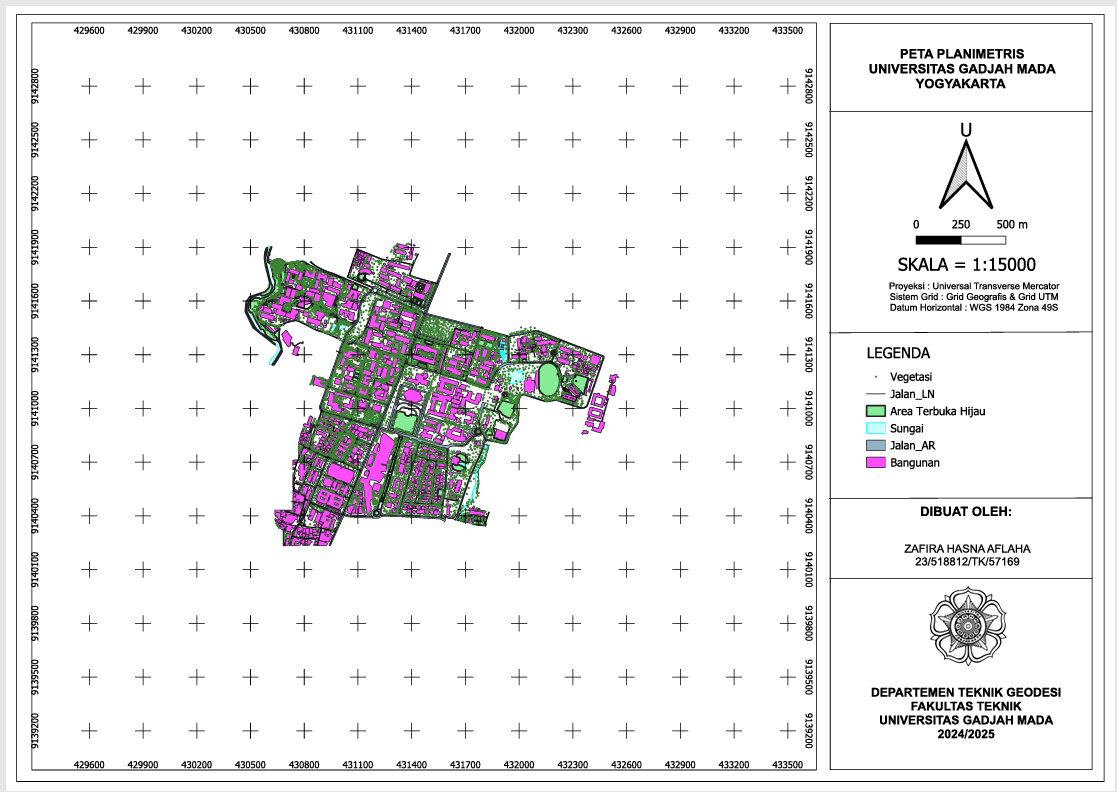 429600 429900 430200 430500 430800 431100 431400 431700 432000 432300 432600 432900 433200 433500
9142800 9142800
9142500 9142500
9142200 9142200
9141900 9141900
9141600 9141600
9141300 9141300
9141000 9141000
9140700 9140700
9140400 9140400
9140100 9140100
9139800 9139800
9139500 9139500
9139200 9139200
429600 429900 430200 430500 430800 431100 431400 431700 432000 432300 432600 432900 433200 433500
PETA PLANIMETRIS
UNIVERSITAS GADJAH MADA
YOGYAKARTA
U
0 250 500 m
SKALA = 1:15000
Proyeksi : Universal Transverse Mercator
Sistem Grid : Grid Geografis & Grid UTM
Datum Horizontal : WGS 1984 Zona 49S
LEGENDA
Vegetasi
Jalan_LN
Area Terbuka Hijau
Sungai
Jalan_AR
Bangunan
DIBUAT OLEH:
ZAFIRA HASNA AFLAHA
23/518812/TK/57169
DEPARTEMEN TEKNIK GEODESI
FAKULTAS TEKNIK
UNIVERSITAS GADJAH MADA
2024/2025